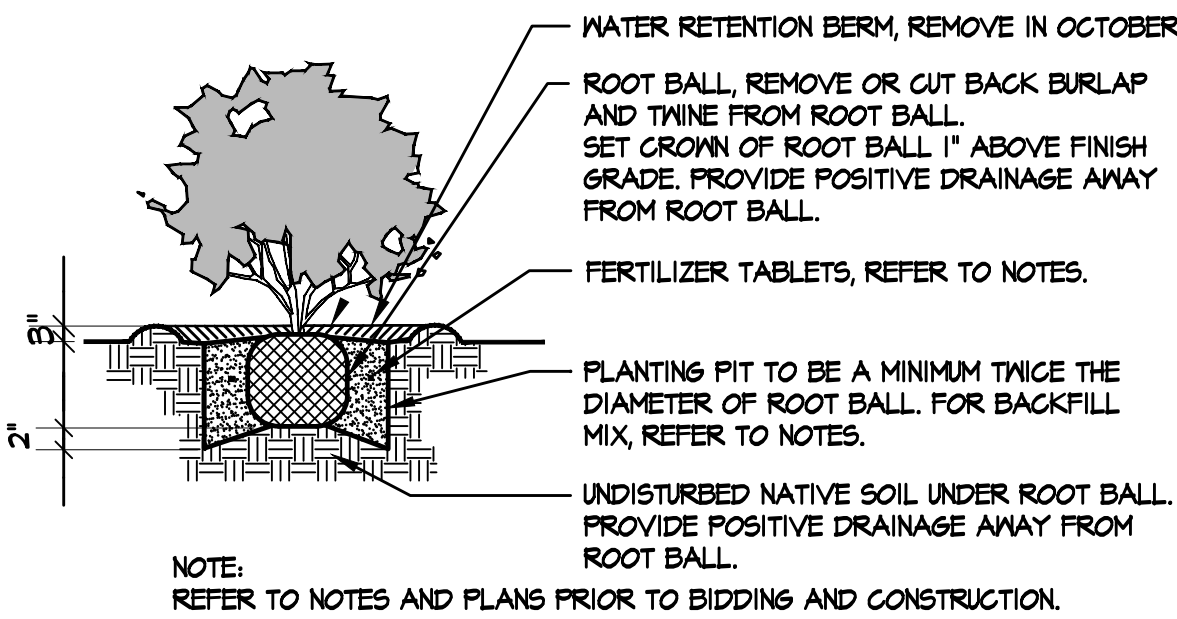 WATER RETENTION BERM, REMOVE IN OCTOBER
ROOT BALL, REMOVE OR CUT BACK BURLAP
AND TWINE FROM ROOT BALL.
SET CROWN OF ROOT BALL 1" ABOVE FINISH
GRADE. PROVIDE POSITIVE DRAINAGE AWAY
FROM ROOT BALL.
FERTILIZER TABLETS, REFER TO NOTES.
3"
PLANTING PIT TO BE A MINIMUM TWICE THE
DIAMETER OF ROOT BALL. FOR BACKFILL
MIX, REFER TO NOTES.
2"
UNDISTURBED NATIVE SOIL UNDER ROOT BALL.
PROVIDE POSITIVE DRAINAGE AWAY FROM
ROOT BALL.
NOTE:
REFER TO NOTES AND PLANS PRIOR TO BIDDING AND CONSTRUCTION.